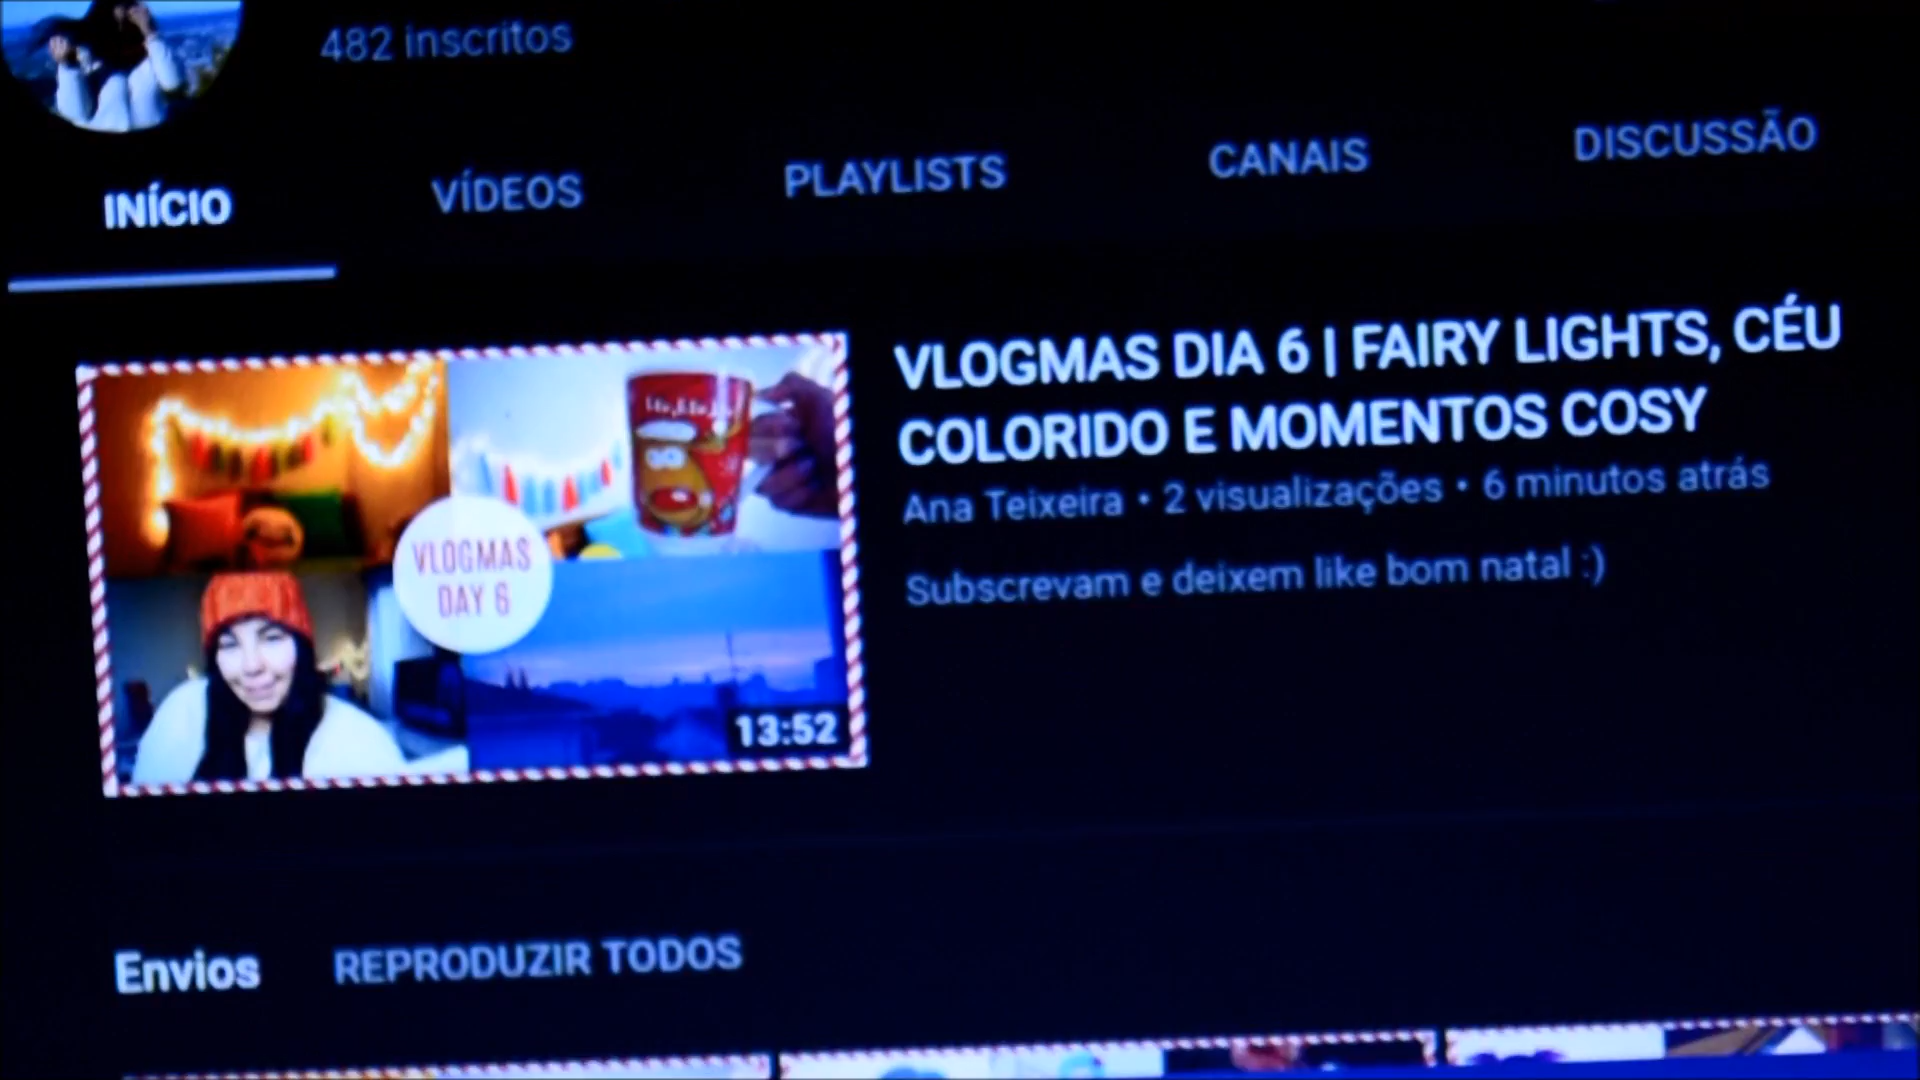 482 inscritos
INÍCIO VÍDEOS PLAYLISTS CANAIS DISCUSSÃO
VLOGMAS DIA 6 | FAIRY LIGHTS, CÉU
COLORIDO E MOMENTOS COSY
Ana Teixeira • 2 visualizações • 6 minutos atrás
Subscrevam e deixem like bom natal :)
VLOGMAS
DAY 6
13:52
Envios REPRODUZIR TODOS